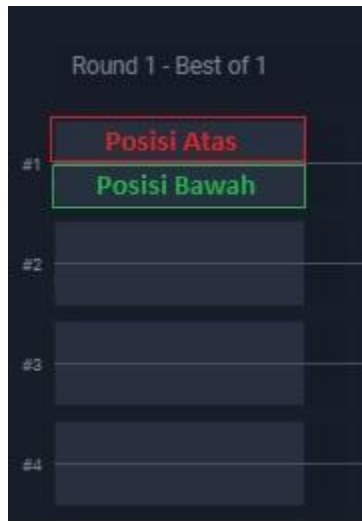 Round 1 - Best of 1
Posisi Atas
#1
Posisi Bawah
#2
#3
#4